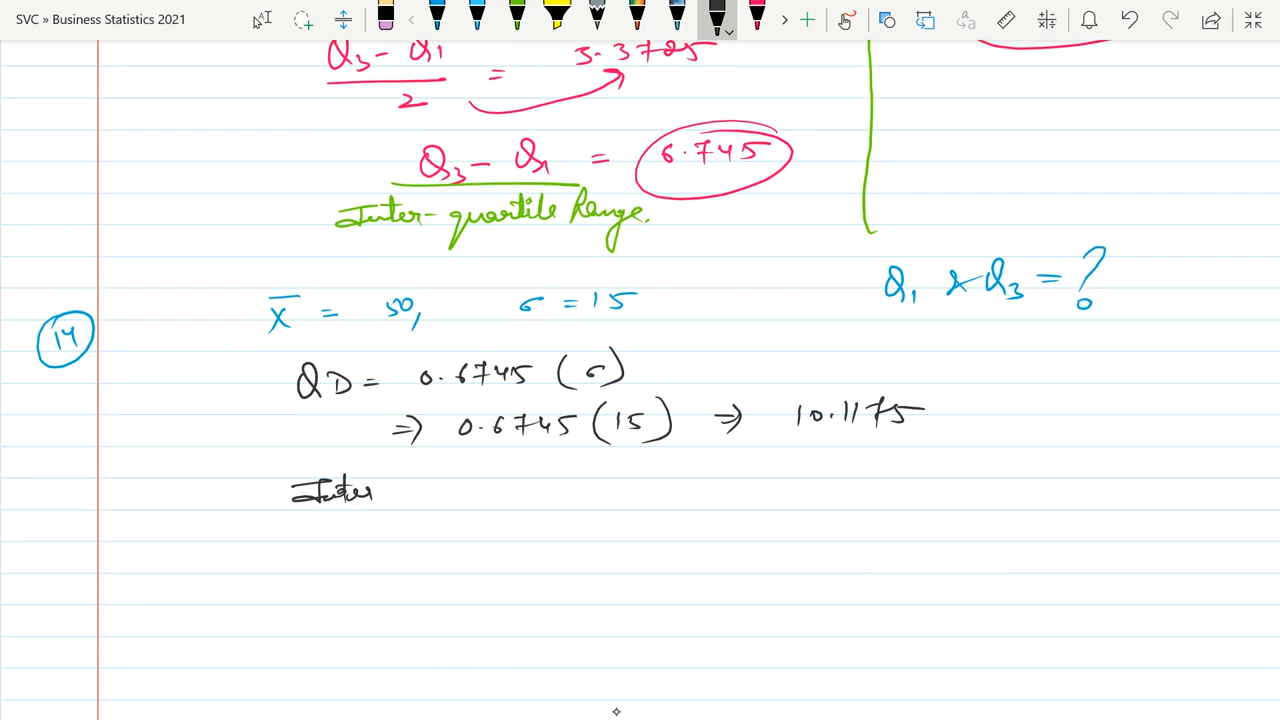 SVC » Business Statistics 2021
Q3 - Q1 / 2 = 3.3725
Q3 - Q1 = 6.745
Inter-quartile Range.
Q1 & Q3 = ?
14
X̅ = 50, σ = 15
QD = 0.6745 (σ)
⇒ 0.6745 (15) ⇒ 10.1175
Inter